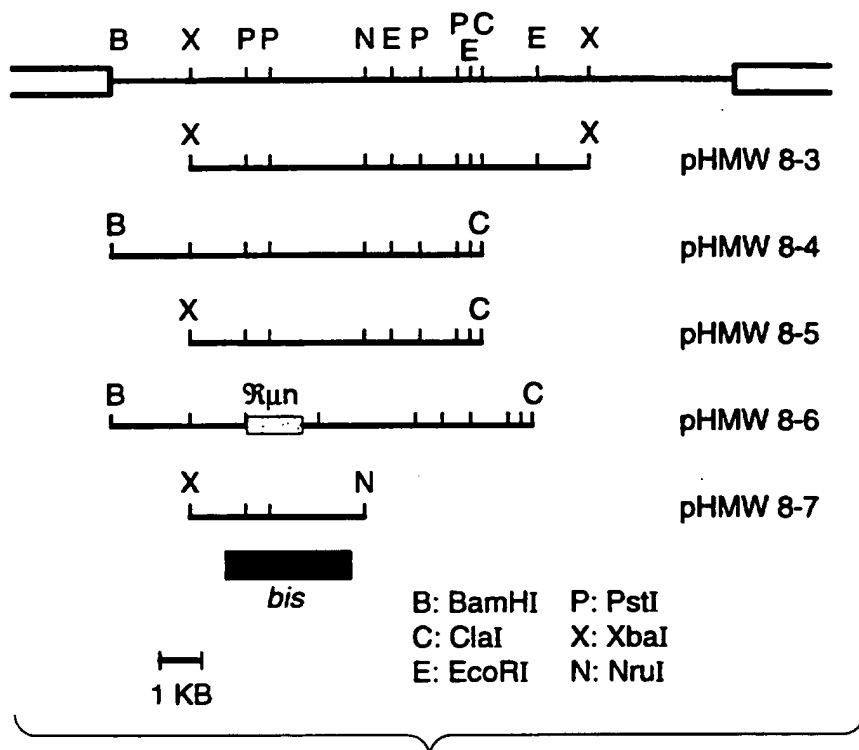 B X P P N E P P E C E X
X X pHMW 8-3
B C pHMW 8-4
X C pHMW 8-5
B ℜμn C pHMW 8-6
X N pHMW 8-7
bis
B: BamHI P: PstI
C: ClaI X: XbaI
E: EcoRI N: NruI
1 KB